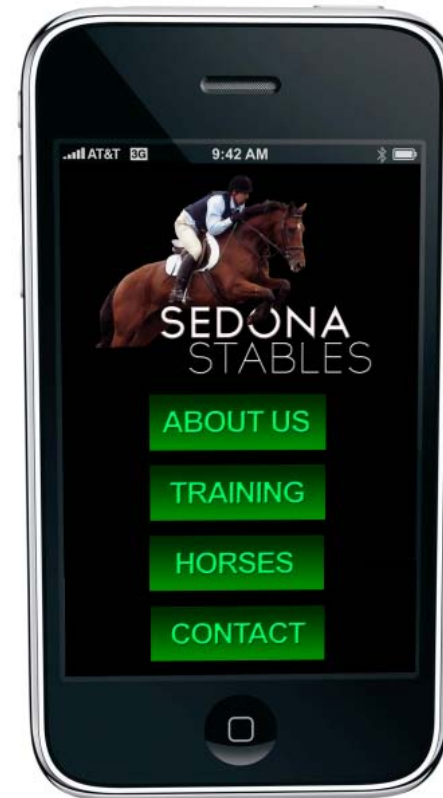 AT&T 3G 9:42 AM
SEDONA
STABLES
ABOUT US
TRAINING
HORSES
CONTACT